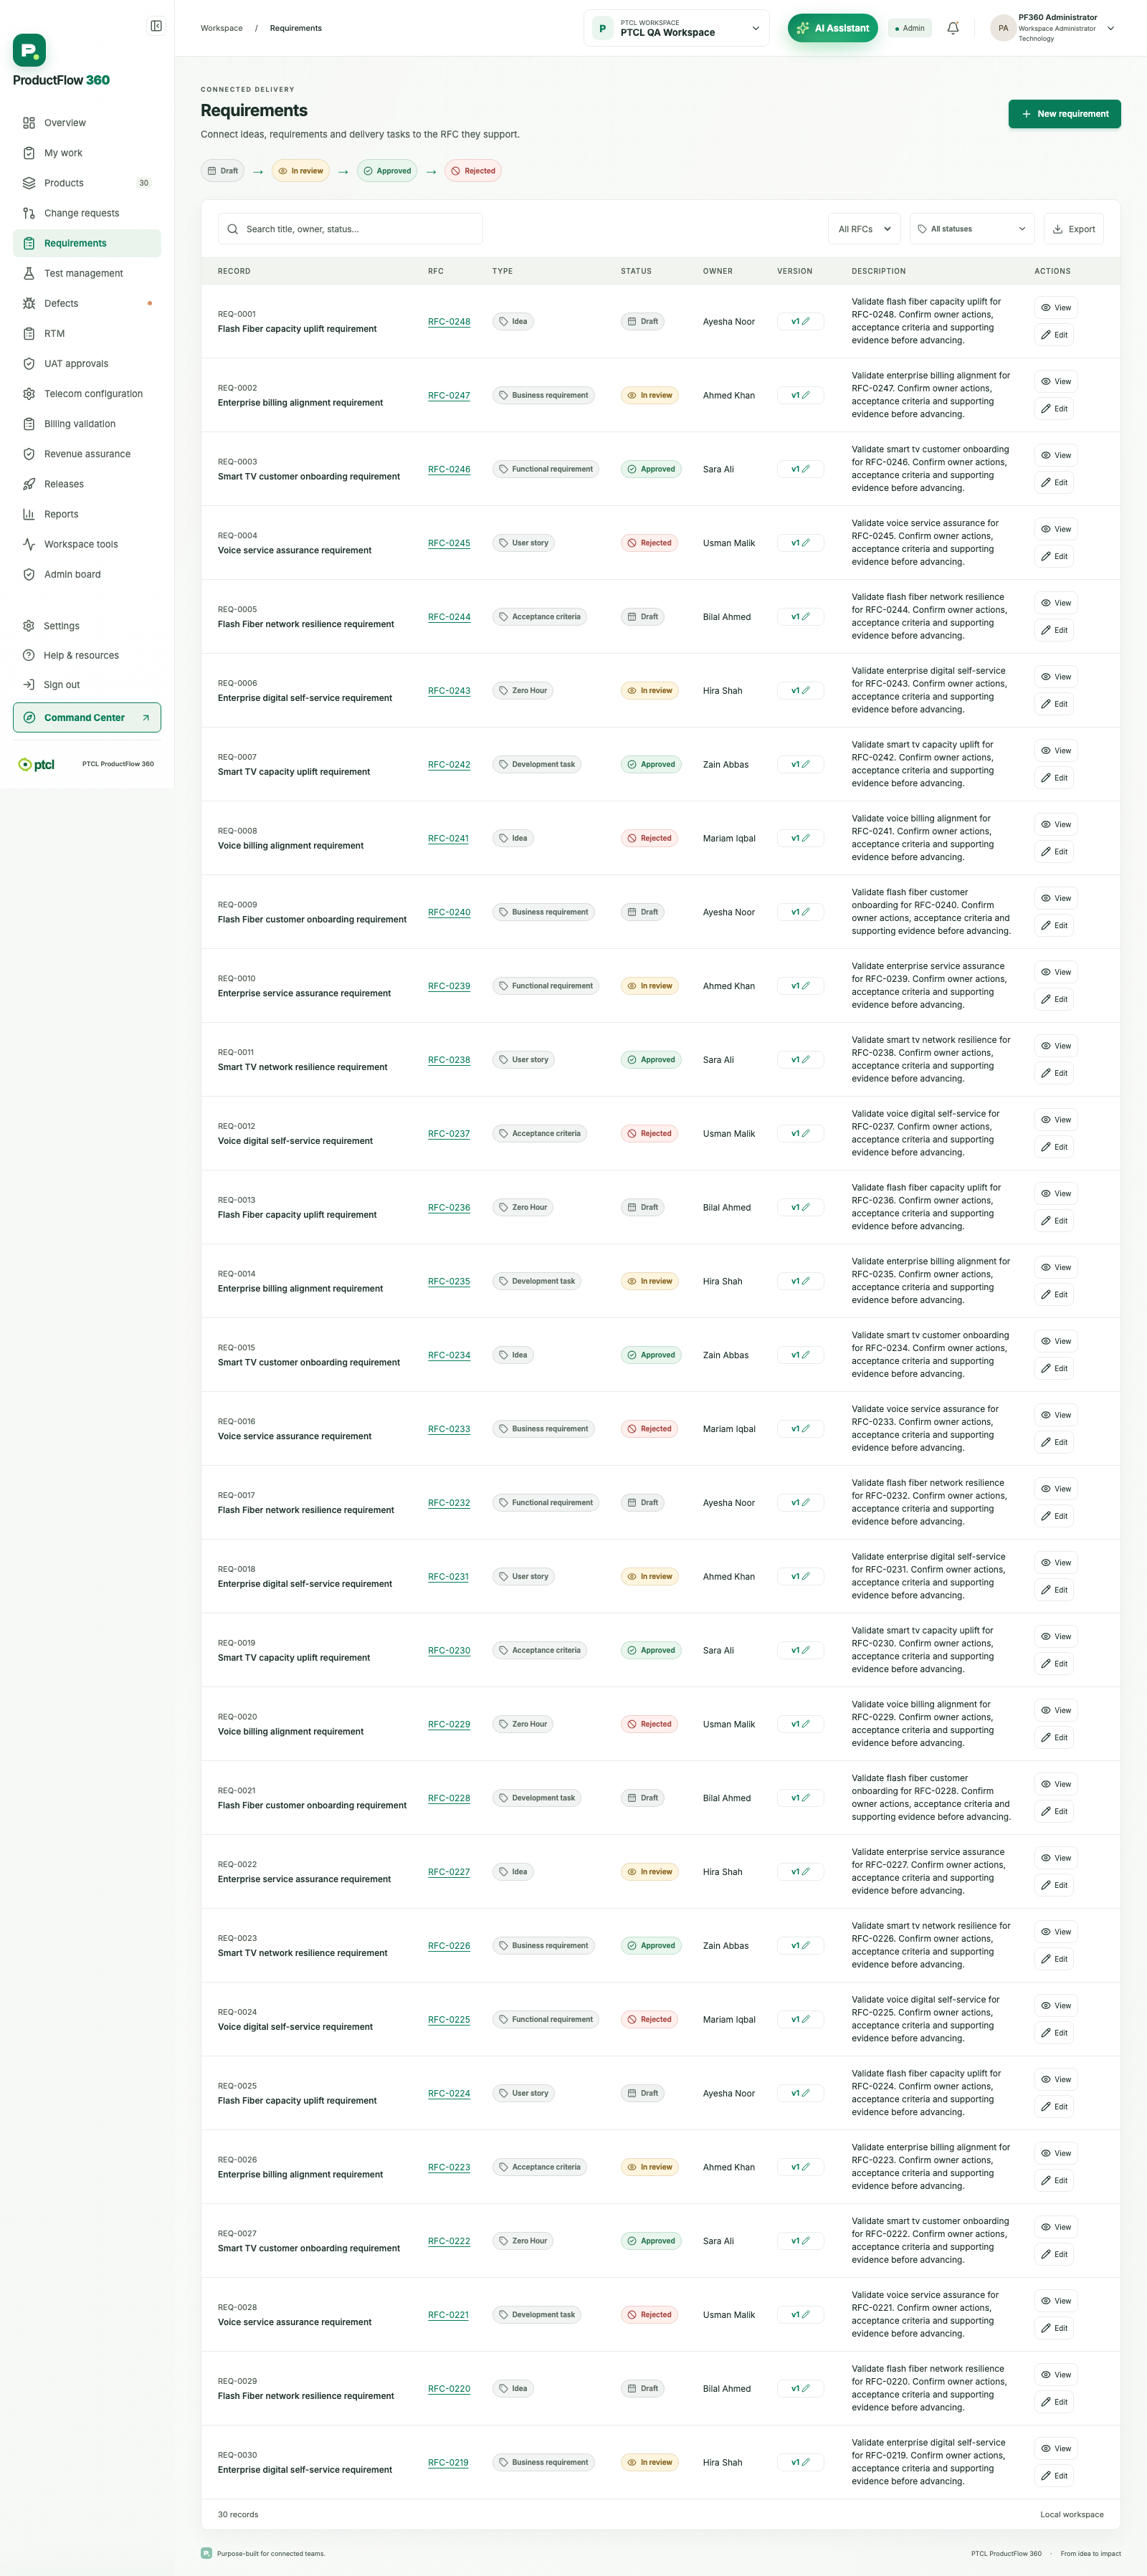 P.
ProductFlow 360
Overview
My work
Products 30
Change requests
Requirements
Test management
Defects
RTM
UAT approvals
Telecom configuration
Billing validation
Revenue assurance
Releases
Reports
Workspace tools
Admin board
Settings
Help & resources
Sign out
Command Center
ptcl PTCL ProductFlow 360
Workspace / Requirements
P
PTCL WORKSPACE
PTCL QA Workspace
AI Assistant
Admin
PA
PF360 Administrator
Workspace Administrator
Technology
CONNECTED DELIVERY
Requirements
Connect ideas, requirements and delivery tasks to the RFC they support.
New requirement
Draft → In review → Approved → Rejected
Search title, owner, status...
All RFCs
All statuses
Export
RECORD RFC TYPE STATUS OWNER VERSION DESCRIPTION ACTIONS
REQ-0001
Flash Fiber capacity uplift requirement
RFC-0248 Idea Draft Ayesha Noor v1
Validate flash fiber capacity uplift for
RFC-0248. Confirm owner actions,
acceptance criteria and supporting
evidence before advancing.
View
Edit
REQ-0002
Enterprise billing alignment requirement
RFC-0247 Business requirement In review Ahmed Khan v1
Validate enterprise billing alignment for
RFC-0247. Confirm owner actions,
acceptance criteria and supporting
evidence before advancing.
View
Edit
REQ-0003
Smart TV customer onboarding requirement
RFC-0246 Functional requirement Approved Sara Ali v1
Validate smart tv customer onboarding
for RFC-0246. Confirm owner actions,
acceptance criteria and supporting
evidence before advancing.
View
Edit
REQ-0004
Voice service assurance requirement
RFC-0245 User story Rejected Usman Malik v1
Validate voice service assurance for
RFC-0245. Confirm owner actions,
acceptance criteria and supporting
evidence before advancing.
View
Edit
REQ-0005
Flash Fiber network resilience requirement
RFC-0244 Acceptance criteria Draft Bilal Ahmed v1
Validate flash fiber network resilience
for RFC-0244. Confirm owner actions,
acceptance criteria and supporting
evidence before advancing.
View
Edit
REQ-0006
Enterprise digital self-service requirement
RFC-0243 Zero Hour In review Hira Shah v1
Validate enterprise digital self-service
for RFC-0243. Confirm owner actions,
acceptance criteria and supporting
evidence before advancing.
View
Edit
REQ-0007
Smart TV capacity uplift requirement
RFC-0242 Development task Approved Zain Abbas v1
Validate smart tv capacity uplift for
RFC-0242. Confirm owner actions,
acceptance criteria and supporting
evidence before advancing.
View
Edit
REQ-0008
Voice billing alignment requirement
RFC-0241 Idea Rejected Mariam Iqbal v1
Validate voice billing alignment for
RFC-0241. Confirm owner actions,
acceptance criteria and supporting
evidence before advancing.
View
Edit
REQ-0009
Flash Fiber customer onboarding requirement
RFC-0240 Business requirement Draft Ayesha Noor v1
Validate flash fiber customer
onboarding for RFC-0240. Confirm
owner actions, acceptance criteria and
supporting evidence before advancing.
View
Edit
REQ-0010
Enterprise service assurance requirement
RFC-0239 Functional requirement In review Ahmed Khan v1
Validate enterprise service assurance
for RFC-0239. Confirm owner actions,
acceptance criteria and supporting
evidence before advancing.
View
Edit
REQ-0011
Smart TV network resilience requirement
RFC-0238 User story Approved Sara Ali v1
Validate smart tv network resilience for
RFC-0238. Confirm owner actions,
acceptance criteria and supporting
evidence before advancing.
View
Edit
REQ-0012
Voice digital self-service requirement
RFC-0237 Acceptance criteria Rejected Usman Malik v1
Validate voice digital self-service for
RFC-0237. Confirm owner actions,
acceptance criteria and supporting
evidence before advancing.
View
Edit
REQ-0013
Flash Fiber capacity uplift requirement
RFC-0236 Zero Hour Draft Bilal Ahmed v1
Validate flash fiber capacity uplift for
RFC-0236. Confirm owner actions,
acceptance criteria and supporting
evidence before advancing.
View
Edit
REQ-0014
Enterprise billing alignment requirement
RFC-0235 Development task In review Hira Shah v1
Validate enterprise billing alignment for
RFC-0235. Confirm owner actions,
acceptance criteria and supporting
evidence before advancing.
View
Edit
REQ-0015
Smart TV customer onboarding requirement
RFC-0234 Idea Approved Zain Abbas v1
Validate smart tv customer onboarding
for RFC-0234. Confirm owner actions,
acceptance criteria and supporting
evidence before advancing.
View
Edit
REQ-0016
Voice service assurance requirement
RFC-0233 Business requirement Rejected Mariam Iqbal v1
Validate voice service assurance for
RFC-0233. Confirm owner actions,
acceptance criteria and supporting
evidence before advancing.
View
Edit
REQ-0017
Flash Fiber network resilience requirement
RFC-0232 Functional requirement Draft Ayesha Noor v1
Validate flash fiber network resilience
for RFC-0232. Confirm owner actions,
acceptance criteria and supporting
evidence before advancing.
View
Edit
REQ-0018
Enterprise digital self-service requirement
RFC-0231 User story In review Ahmed Khan v1
Validate enterprise digital self-service
for RFC-0231. Confirm owner actions,
acceptance criteria and supporting
evidence before advancing.
View
Edit
REQ-0019
Smart TV capacity uplift requirement
RFC-0230 Acceptance criteria Approved Sara Ali v1
Validate smart tv capacity uplift for
RFC-0230. Confirm owner actions,
acceptance criteria and supporting
evidence before advancing.
View
Edit
REQ-0020
Voice billing alignment requirement
RFC-0229 Zero Hour Rejected Usman Malik v1
Validate voice billing alignment for
RFC-0229. Confirm owner actions,
acceptance criteria and supporting
evidence before advancing.
View
Edit
REQ-0021
Flash Fiber customer onboarding requirement
RFC-0228 Development task Draft Bilal Ahmed v1
Validate flash fiber customer
onboarding for RFC-0228. Confirm
owner actions, acceptance criteria and
supporting evidence before advancing.
View
Edit
REQ-0022
Enterprise service assurance requirement
RFC-0227 Idea In review Hira Shah v1
Validate enterprise service assurance
for RFC-0227. Confirm owner actions,
acceptance criteria and supporting
evidence before advancing.
View
Edit
REQ-0023
Smart TV network resilience requirement
RFC-0226 Business requirement Approved Zain Abbas v1
Validate smart tv network resilience for
RFC-0226. Confirm owner actions,
acceptance criteria and supporting
evidence before advancing.
View
Edit
REQ-0024
Voice digital self-service requirement
RFC-0225 Functional requirement Rejected Mariam Iqbal v1
Validate voice digital self-service for
RFC-0225. Confirm owner actions,
acceptance criteria and supporting
evidence before advancing.
View
Edit
REQ-0025
Flash Fiber capacity uplift requirement
RFC-0224 User story Draft Ayesha Noor v1
Validate flash fiber capacity uplift for
RFC-0224. Confirm owner actions,
acceptance criteria and supporting
evidence before advancing.
View
Edit
REQ-0026
Enterprise billing alignment requirement
RFC-0223 Acceptance criteria In review Ahmed Khan v1
Validate enterprise billing alignment for
RFC-0223. Confirm owner actions,
acceptance criteria and supporting
evidence before advancing.
View
Edit
REQ-0027
Smart TV customer onboarding requirement
RFC-0222 Zero Hour Approved Sara Ali v1
Validate smart tv customer onboarding
for RFC-0222. Confirm owner actions,
acceptance criteria and supporting
evidence before advancing.
View
Edit
REQ-0028
Voice service assurance requirement
RFC-0221 Development task Rejected Usman Malik v1
Validate voice service assurance for
RFC-0221. Confirm owner actions,
acceptance criteria and supporting
evidence before advancing.
View
Edit
REQ-0029
Flash Fiber network resilience requirement
RFC-0220 Idea Draft Bilal Ahmed v1
Validate flash fiber network resilience
for RFC-0220. Confirm owner actions,
acceptance criteria and supporting
evidence before advancing.
View
Edit
REQ-0030
Enterprise digital self-service requirement
RFC-0219 Business requirement In review Hira Shah v1
Validate enterprise digital self-service
for RFC-0219. Confirm owner actions,
acceptance criteria and supporting
evidence before advancing.
View
Edit
30 records Local workspace
P. Purpose-built for connected teams. PTCL ProductFlow 360 · From idea to impact